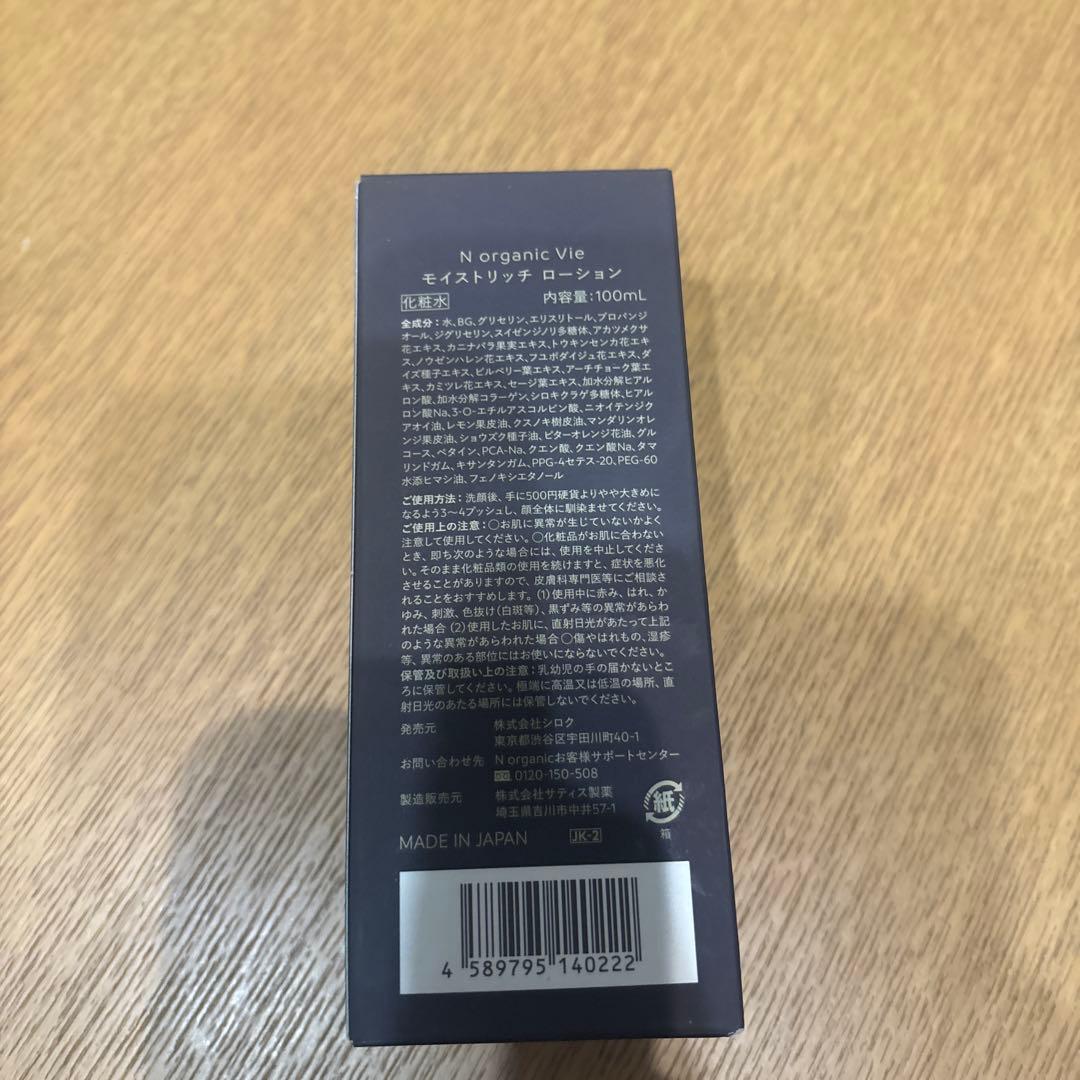 N organic Vie
モイストリッチ ローション
化粧水 内容量:100mL
全成分:水、BG、グリセリン、エリスリトール、プロパンジ
オール、ジグリセリン、スイゼンジノリ多糖体、アカツメクサ
花エキス、カニナバラ果実エキス、トウキンセンカ花エキ
ス、ノウゼンハレン花エキス、フユボダイジュ花エキス、ダ
イズ種子エキス、ビルベリー葉エキス、アーチチョーク葉エ
キス、カミツレ花エキス、セージ葉エキス、加水分解ヒアル
ロン酸、加水分解コラーゲン、シロキクラゲ多糖体、ヒアル
ロン酸Na、3-O-エチルアスコルビン酸、ニオイテンジク
アオイ油、レモン果皮油、クスノキ樹皮油、マンダリンオレ
ンジ果皮油、ショウズク種子油、ビターオレンジ花油、グル
コース、ベタイン、PCA-Na、クエン酸、クエン酸Na、タマ
リンドガム、キサンタンガム、PPG-4セテス-20、PEG-60
水添ヒマシ油、フェノキシエタノール
ご使用方法:洗顔後、手に500円硬貨よりやや大きめに
なるよう3〜4プッシュし、顔全体に馴染ませてください。
ご使用上の注意:○お肌に異常が生じていないかよく
注意して使用してください。○化粧品がお肌に合わない
とき、即ち次のような場合には、使用を中止してくださ
い。そのまま化粧品類の使用を続けますと、症状を悪化
させることがありますので、皮膚科専門医等にご相談さ
れることをおすすめします。(1)使用中に赤み、はれ、か
ゆみ、刺激、色抜け(白斑等)、黒ずみ等の異常があらわ
れた場合 (2)使用したお肌に、直射日光があたって上記
のような異常があらわれた場合○傷やはれもの、湿疹
等、異常のある部位にはお使いにならないでください。
保管及び取扱い上の注意:乳幼児の手の届かないとこ
ろに保管してください。極端に高温又は低温の場所、直
射日光のあたる場所には保管しないでください。
発売元 株式会社シロク
東京都渋谷区宇田川町40-1
お問い合わせ先 N organicお客様サポートセンター
0120-150-508
製造販売元 株式会社サティス製薬
埼玉県吉川市中井57-1
紙
箱
MADE IN JAPAN JK-2
4 589795 140222